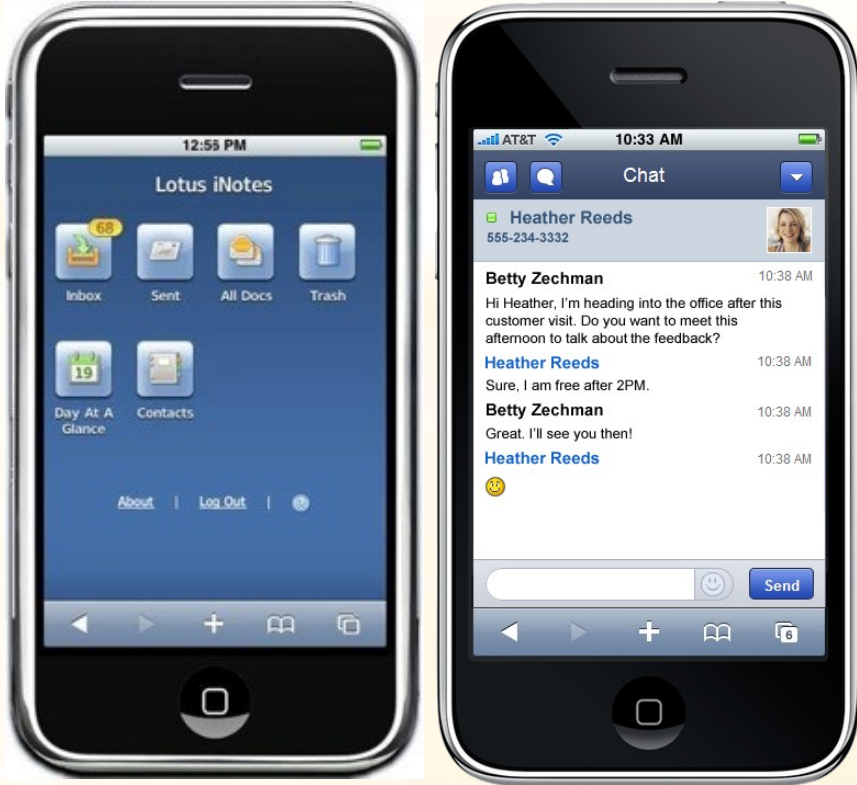 12:56 PM
Lotus iNotes
68
Inbox Sent All Docs Trash
19
Day At A
Glance
Contacts
About | Log Out |
AT&T 10:33 AM
Chat
Heather Reeds
555-234-3332
Betty Zechman 10:38 AM
Hi Heather, I'm heading into the office after this
customer visit. Do you want to meet this
afternoon to talk about the feedback?
Heather Reeds 10:38 AM
Sure, I am free after 2PM.
Betty Zechman 10:38 AM
Great. I'll see you then!
Heather Reeds 10:38 AM
Send
6